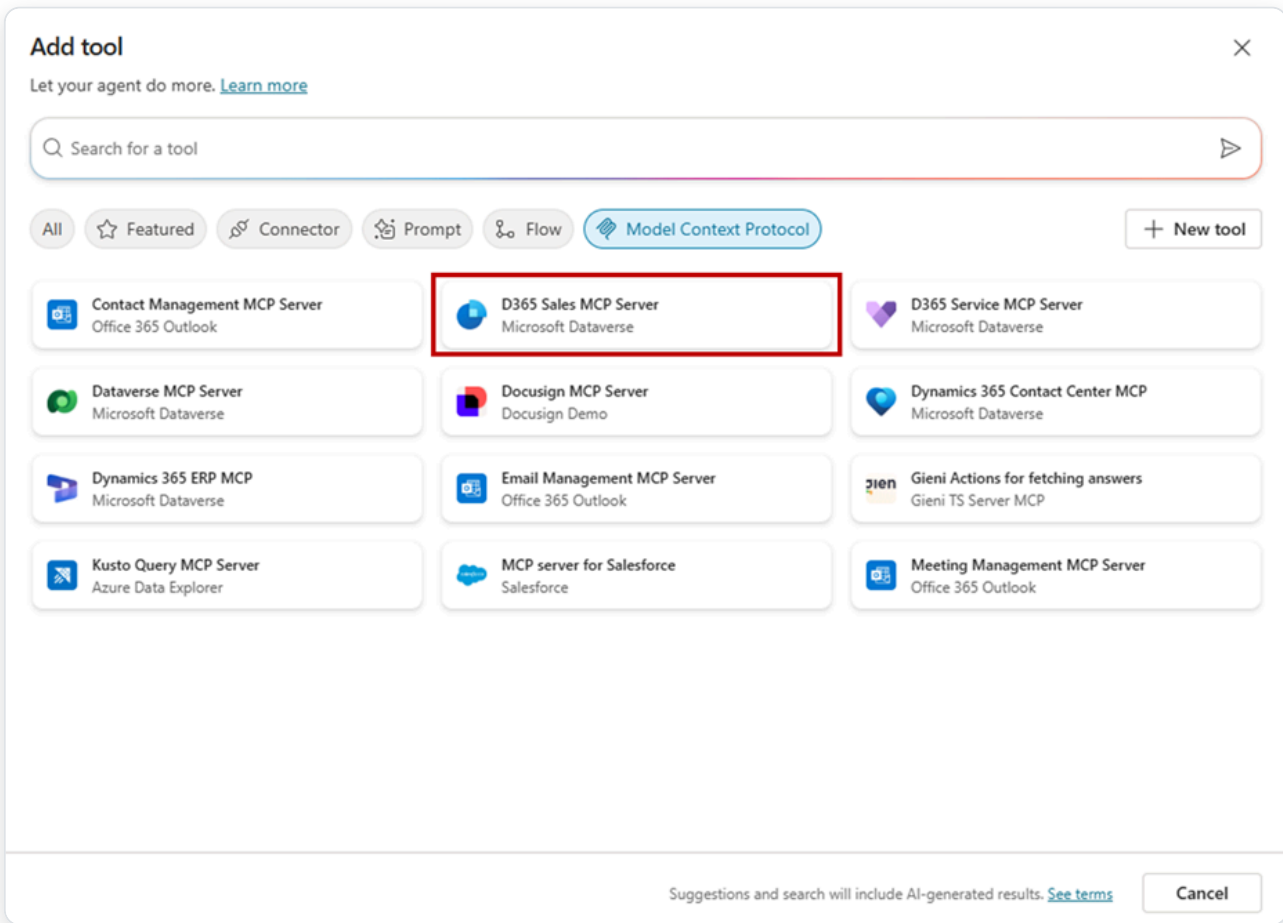 Add tool
Let your agent do more. Learn more
Search for a tool
All
Featured
Connector
Prompt
Flow
Model Context Protocol
New tool
Contact Management MCP Server
Office 365 Outlook
D365 Sales MCP Server
Microsoft Dataverse
D365 Service MCP Server
Microsoft Dataverse
Dataverse MCP Server
Microsoft Dataverse
Docusign MCP Server
Docusign Demo
Dynamics 365 Contact Center MCP
Microsoft Dataverse
Dynamics 365 ERP MCP
Microsoft Dataverse
Email Management MCP Server
Office 365 Outlook
Gieni Actions for fetching answers
Gieni TS Server MCP
Kusto Query MCP Server
Azure Data Explorer
MCP server for Salesforce
Salesforce
Meeting Management MCP Server
Office 365 Outlook
Suggestions and search will include AI-generated results. See terms
Cancel